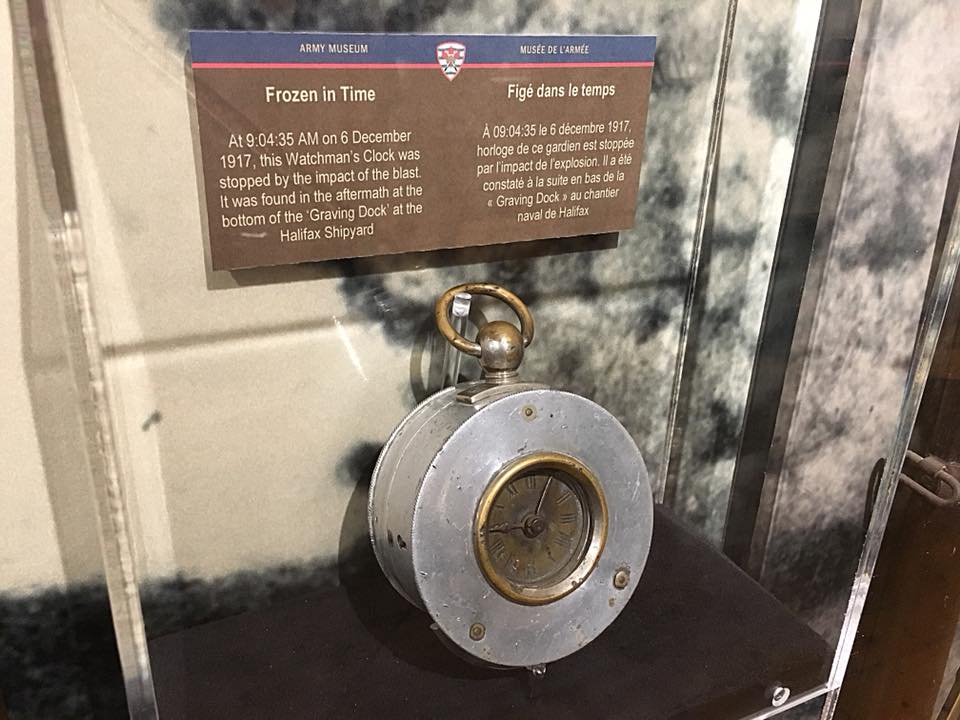 ARMY MUSEUM
MUSÉE DE L'ARMÉE
Frozen in Time
At 9:04:35 AM on 6 December
1917, this Watchman's Clock was
stopped by the impact of the blast.
It was found in the aftermath at the
bottom of the 'Graving Dock' at the
Halifax Shipyard
Figé dans le temps
À 09:04:35 le 6 décembre 1917,
horloge de ce gardien est stoppée
par l'impact de l'explosion. Il a été
constaté à la suite en bas de la
« Graving Dock » au chantier
naval de Halifax